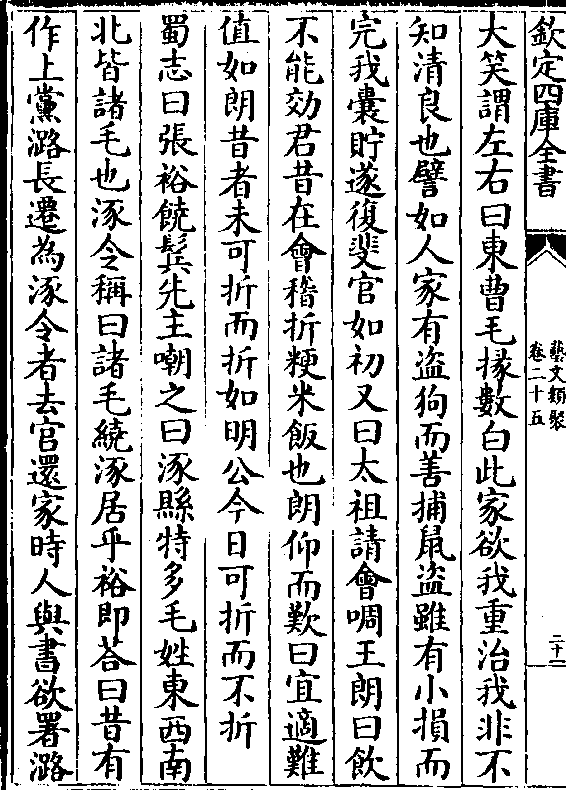 欽定四庫全書
藝文類聚
卷二十五
二十一
大笑謂左右曰東曹毛掾數白此家欲我重治我非不
知清良也譬如人家有盗狗而善捕鼠盗雖有小損而
完我囊貯遂復斐官如初又曰太祖請會啁王朗曰飲
不能効君昔在會稽折粳米飯也朗仰而歎曰宜適難
值如朗昔者未可折而折如明公今日可折而不折
蜀志曰張裕饒髯先主嘲之曰涿縣特多毛姓東西南
北皆諸毛也涿令稱曰諸毛繞涿居乎裕即荅曰昔有
作上黨潞長遷為涿令者去官還家時人與書欲署潞